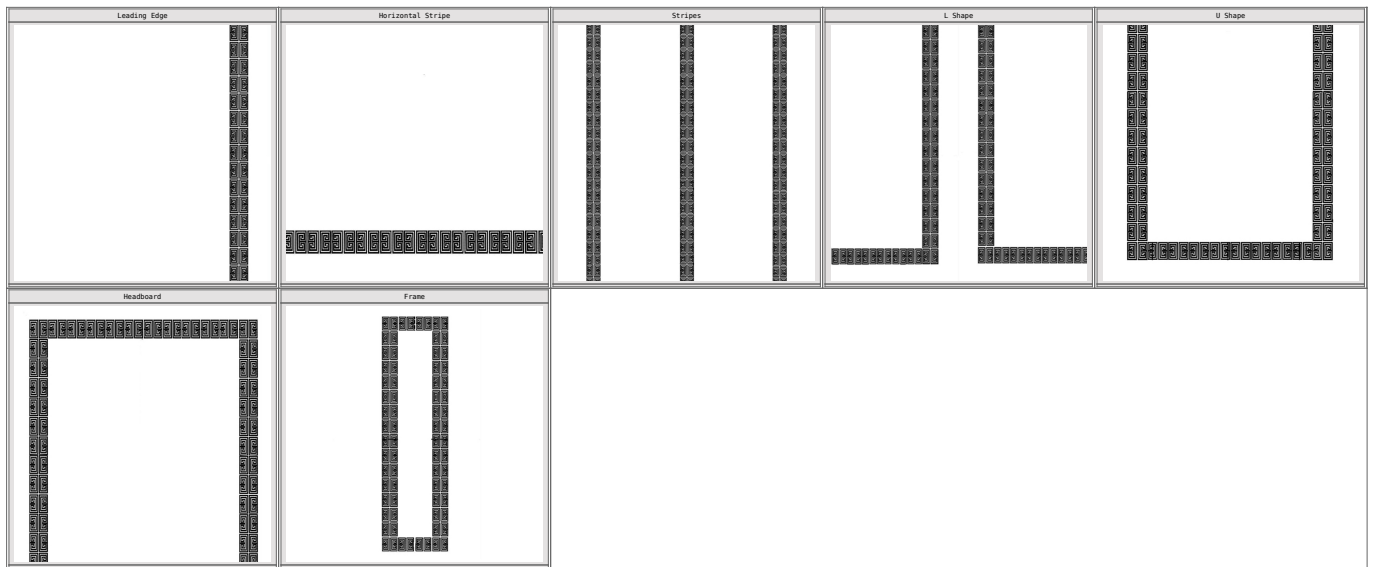 Leading Edge
Horizontal Stripe
Stripes
L Shape
U Shape
Headboard
Frame